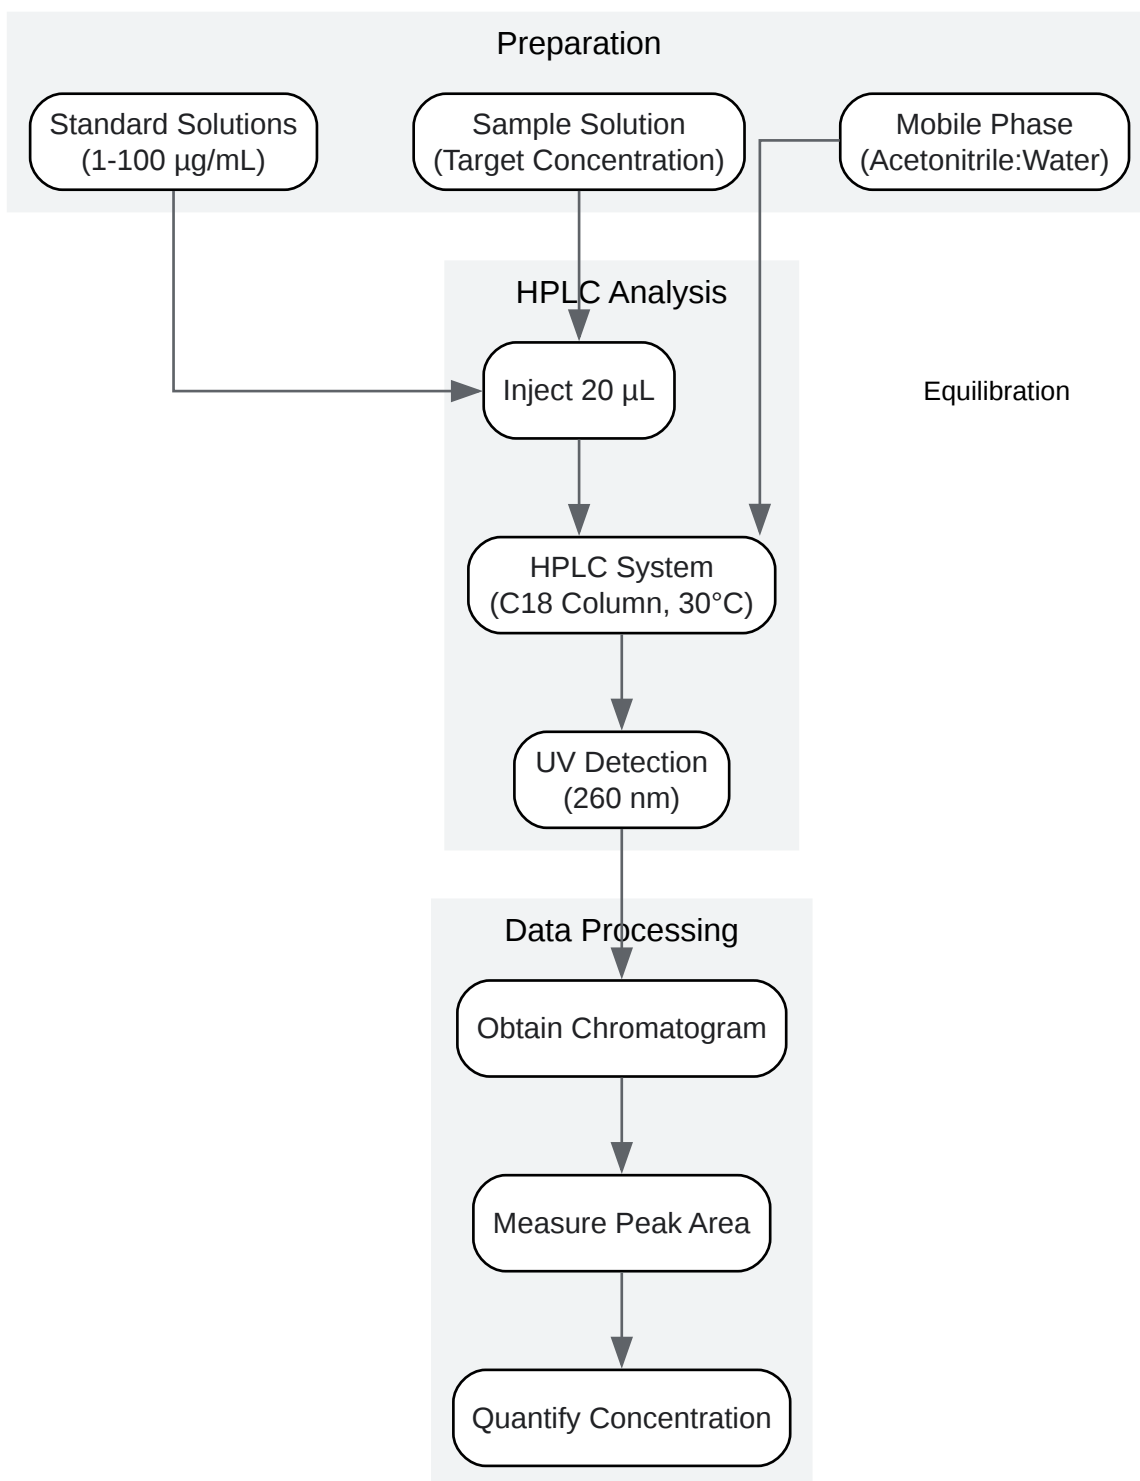 Preparation
Standard Solutions
(1-100 µg/mL)
Sample Solution
(Target Concentration)
Mobile Phase
(Acetonitrile:Water)
HPLC Analysis
Inject 20 µL
Equilibration
HPLC System
(C18 Column, 30°C)
UV Detection
(260 nm)
Data Processing
Obtain Chromatogram
Measure Peak Area
Quantify Concentration